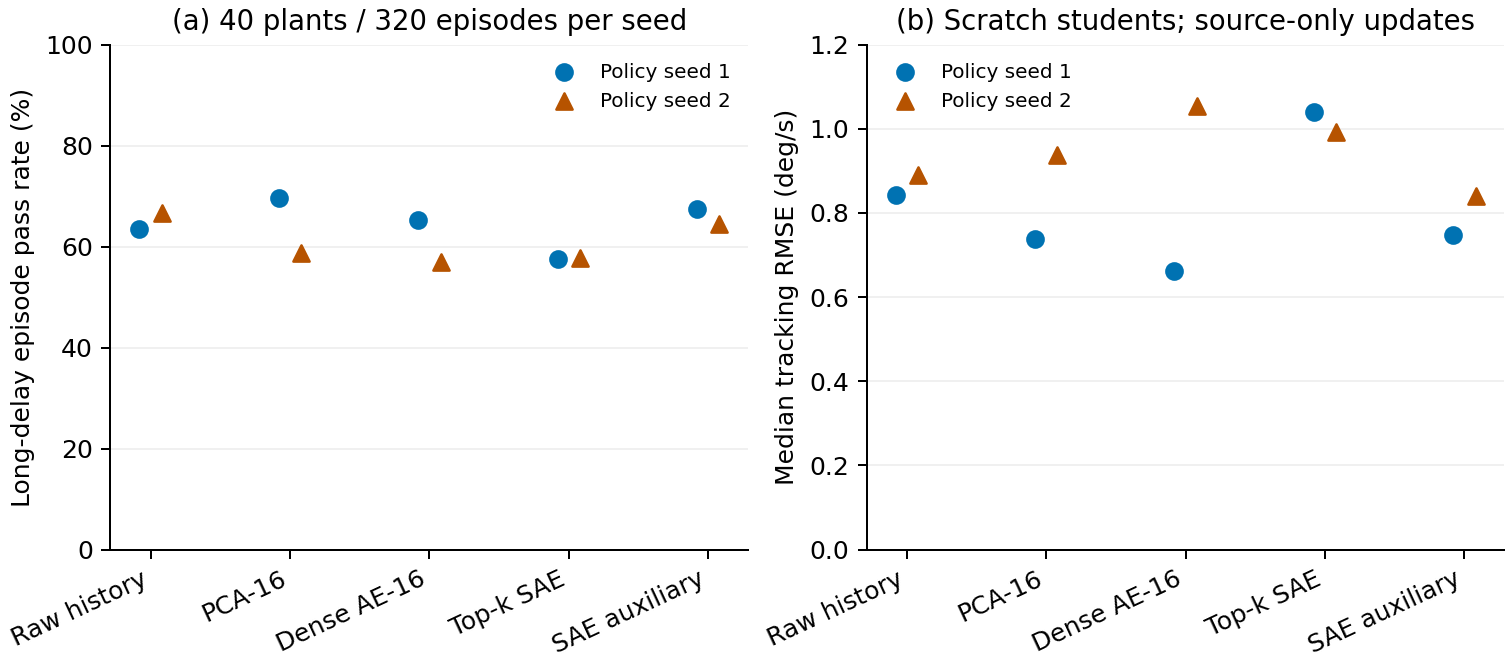 (a) 40 plants / 320 episodes per seed
Long-delay episode pass rate (%)
100
80
60
40
20
0
Policy seed 1
Policy seed 2
Raw history
PCA-16
Dense AE-16
Top-k SAE
SAE auxiliary
(b) Scratch students; source-only updates
Median tracking RMSE (deg/s)
1.2
1.0
0.8
0.6
0.4
0.2
0.0
Policy seed 1
Policy seed 2
Raw history
PCA-16
Dense AE-16
Top-k SAE
SAE auxiliary